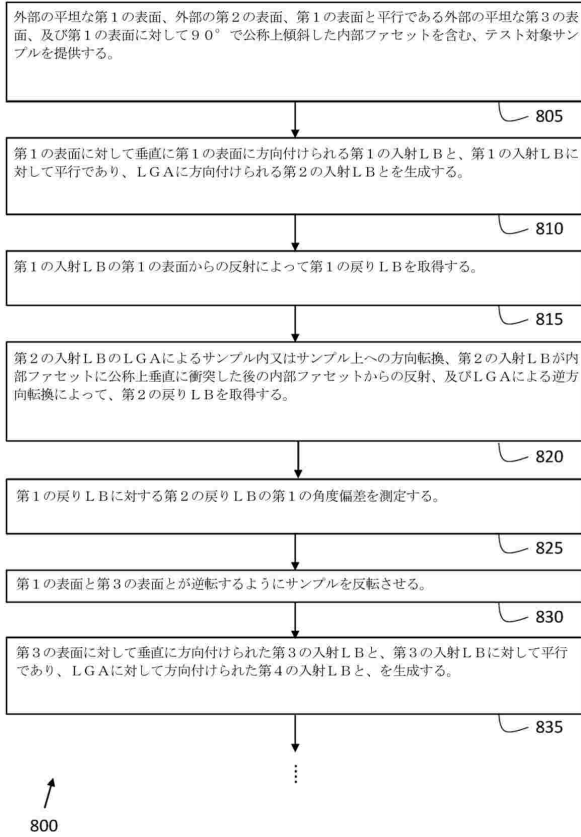 外部の平坦な第１の表面、外部の第２の表面、第１の表面と平行である外部の平坦な第３の表
面、及び第１の表面に対して９０°で公称上傾斜した内部ファセットを含む、テスト対象サン
プルを提供する。
805
第１の表面に対して垂直に第１の表面に方向付けられる第１の入射ＬＢと、第１の入射ＬＢに
対して平行であり、ＬＧＡに方向付けられる第２の入射ＬＢとを生成する。
810
第１の入射ＬＢの第１の表面からの反射によって第１の戻りＬＢを取得する。
815
第２の入射ＬＢのＬＧＡによるサンプル内又はサンプル上への方向転換、第２の入射ＬＢが内
部ファセットに公称上垂直に衝突した後の内部ファセットからの反射、及びＬＧＡによる逆方
向転換によって、第２の戻りＬＢを取得する。
820
第１の戻りＬＢに対する第２の戻りＬＢの第１の角度偏差を測定する。
825
第１の表面と第３の表面とが逆転するようにサンプルを反転させる。
830
第３の表面に対して垂直に方向付けられた第３の入射ＬＢと、第３の入射ＬＢに対して平行
であり、ＬＧＡに対して方向付けられた第４の入射ＬＢと、を生成する。
835
800